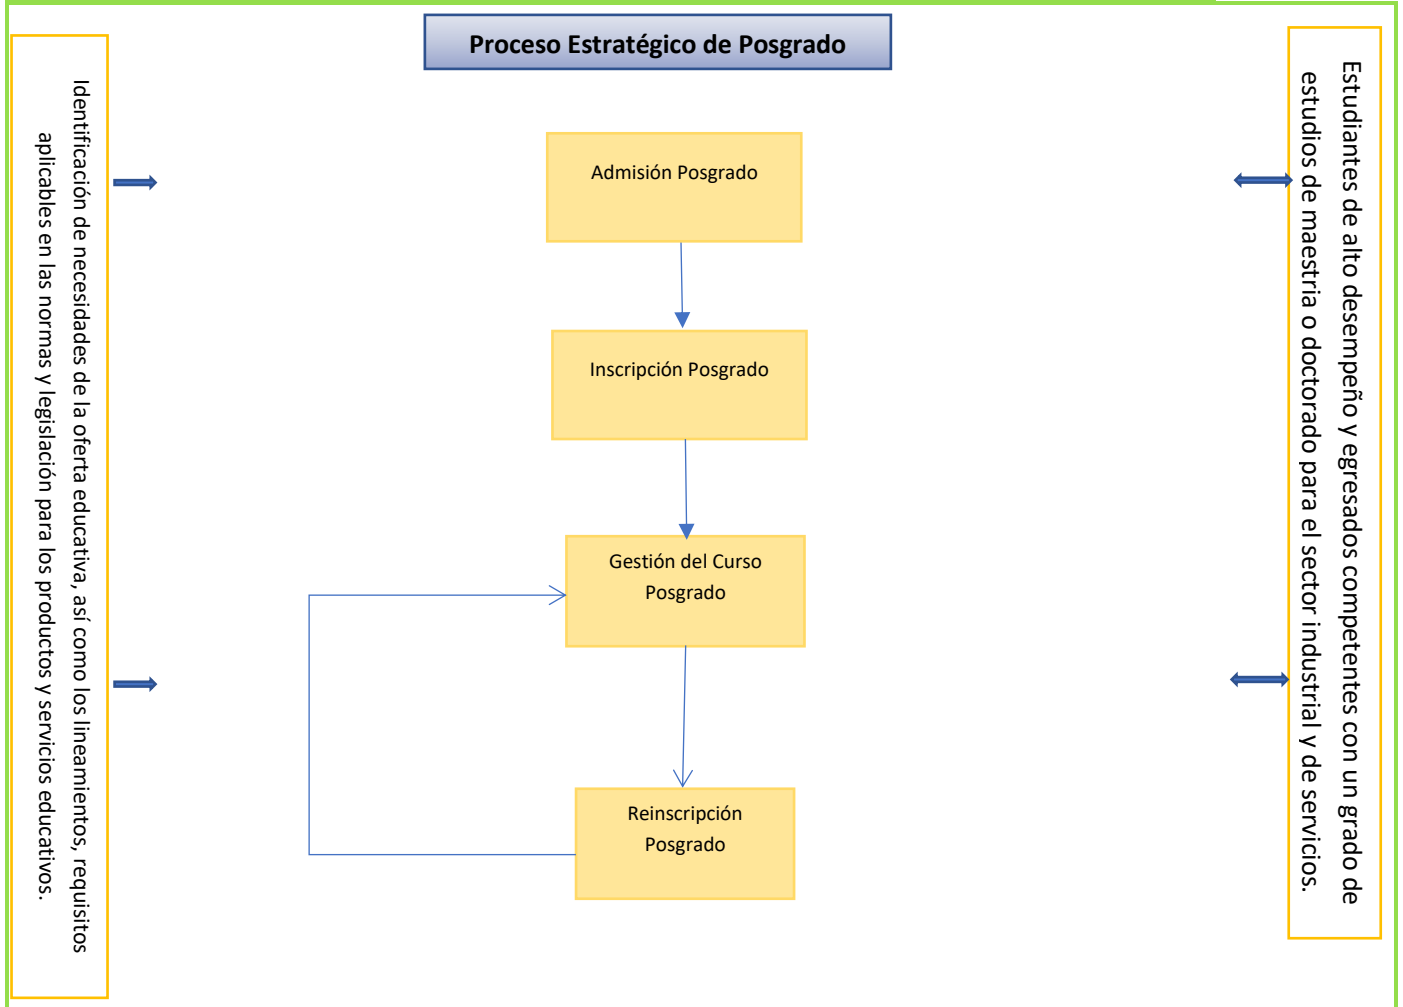 Proceso Estratégico de Posgrado
Identificación de necesidades de la oferta educativa, así como los lineamientos, requisitos
aplicables en las normas y legislación para los productos y servicios educativos.
Admisión Posgrado
Inscripción Posgrado
Gestión del Curso
Posgrado
Reinscripción
Posgrado
Estudiantes de alto desempeño y egresados competentes con un grado de
estudios de maestria o doctorado para el sector industrial y de servicios.